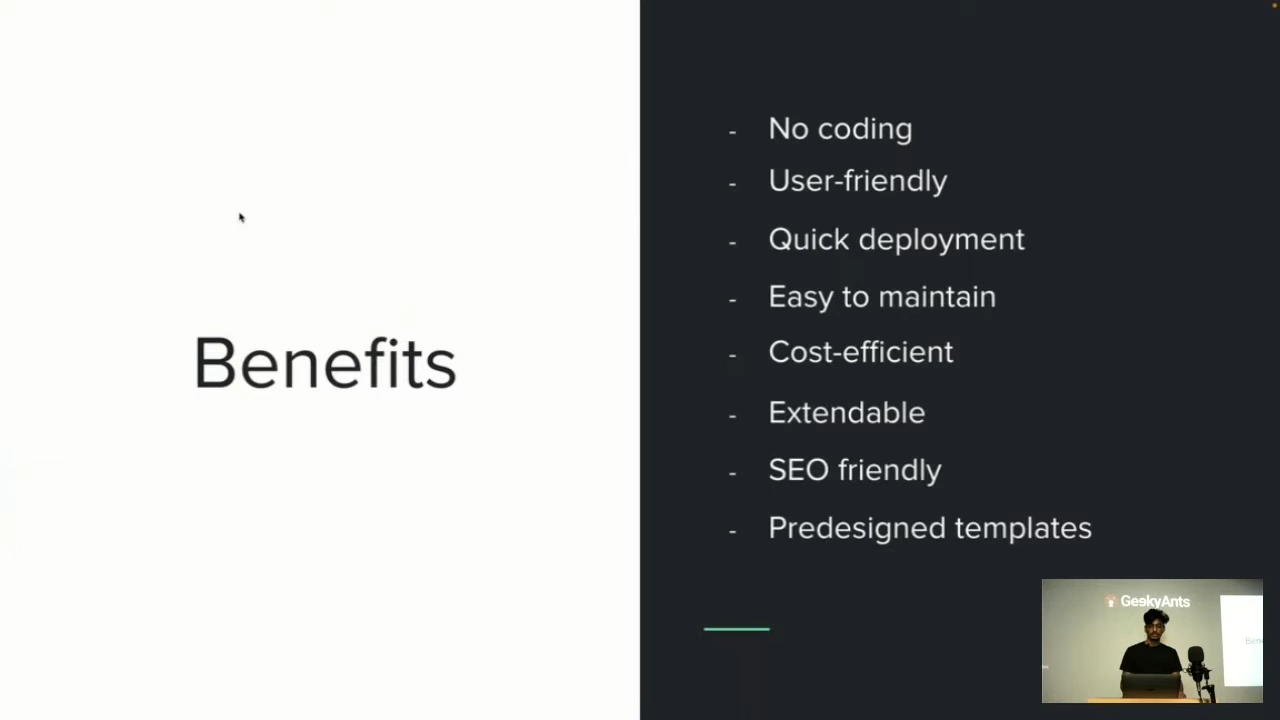 Benefits
- No coding
- User-friendly
- Quick deployment
- Easy to maintain
- Cost-efficient
- Extendable
- SEO friendly
- Predesigned templates
GeekyAnts